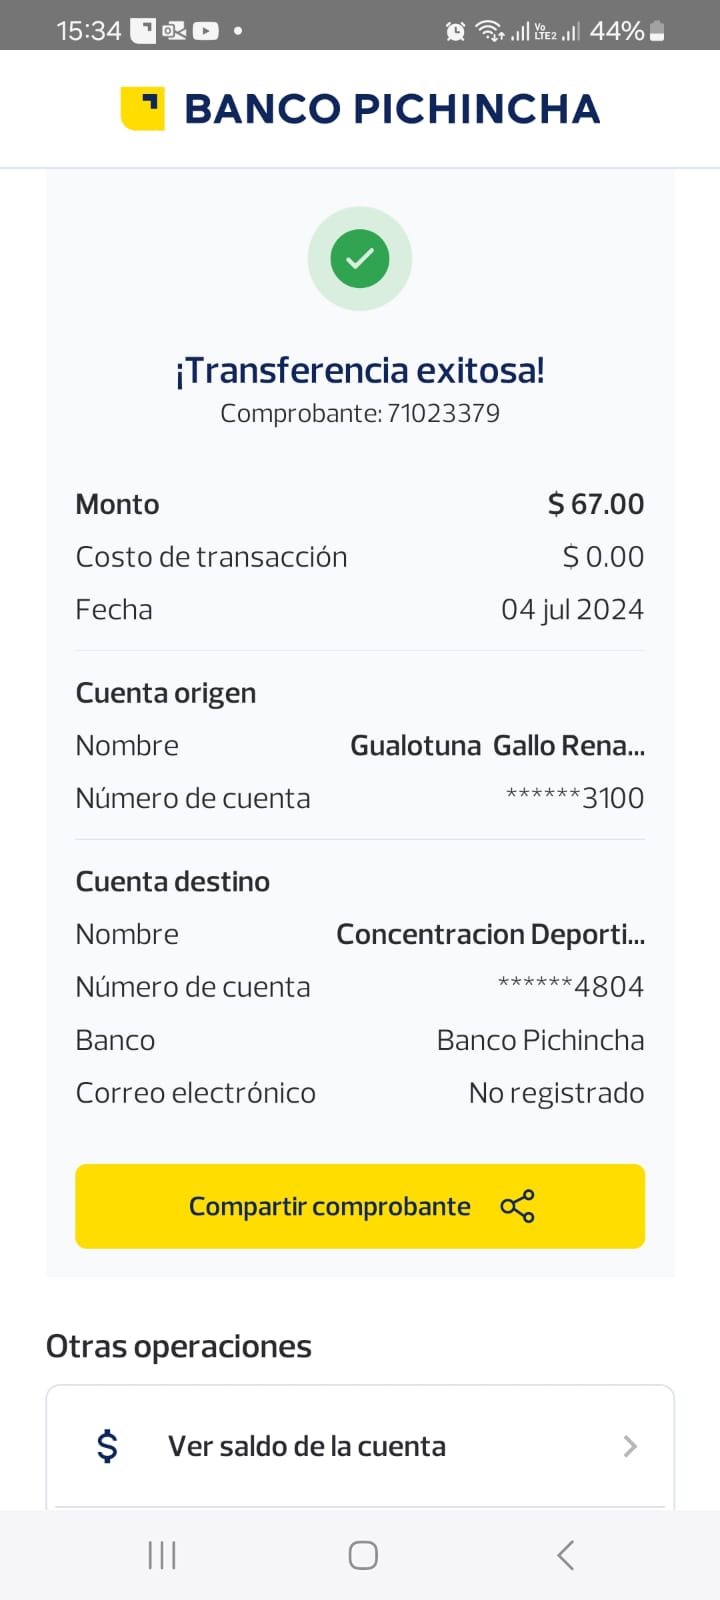 15:34 44%
BANCO PICHINCHA
¡Transferencia exitosa!
Comprobante: 71023379
Monto $ 67.00
Costo de transacción $ 0.00
Fecha 04 jul 2024
Cuenta origen
Nombre Gualotuna Gallo Rena...
Número de cuenta ******3100
Cuenta destino
Nombre Concentracion Deporti...
Número de cuenta ******4804
Banco Banco Pichincha
Correo electrónico No registrado
Compartir comprobante
Otras operaciones
$ Ver saldo de la cuenta